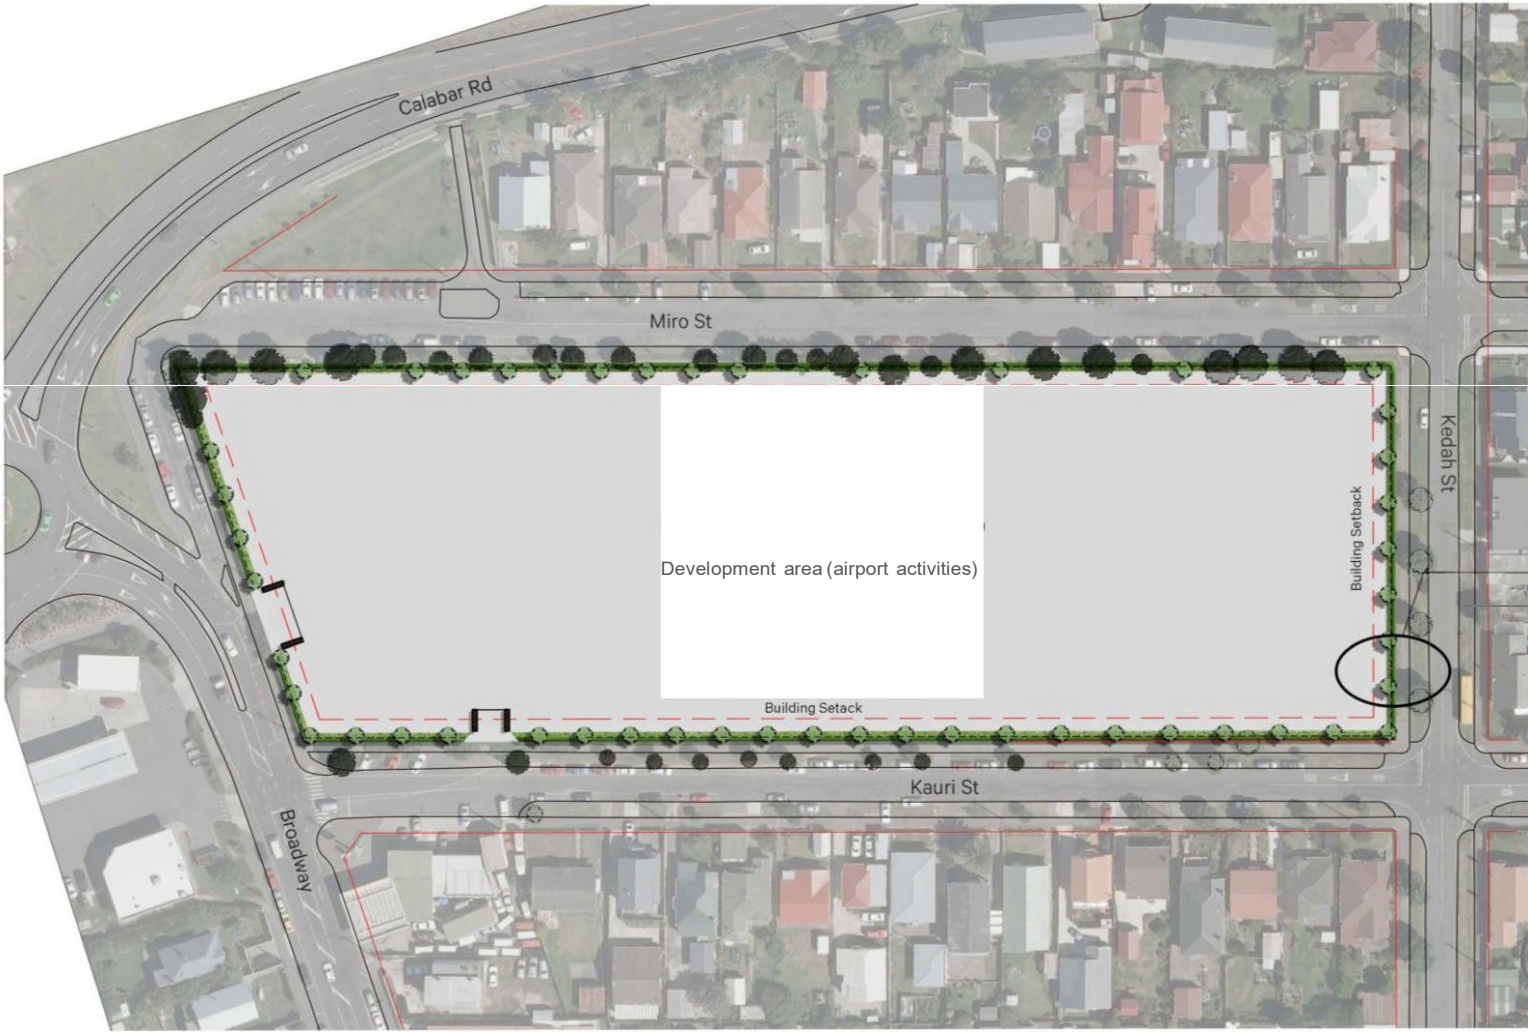 Calabar Rd
Miro St
Kedah St
Building Setback
Development area (airport activities)
Building Setack
Kauri St
Broadway